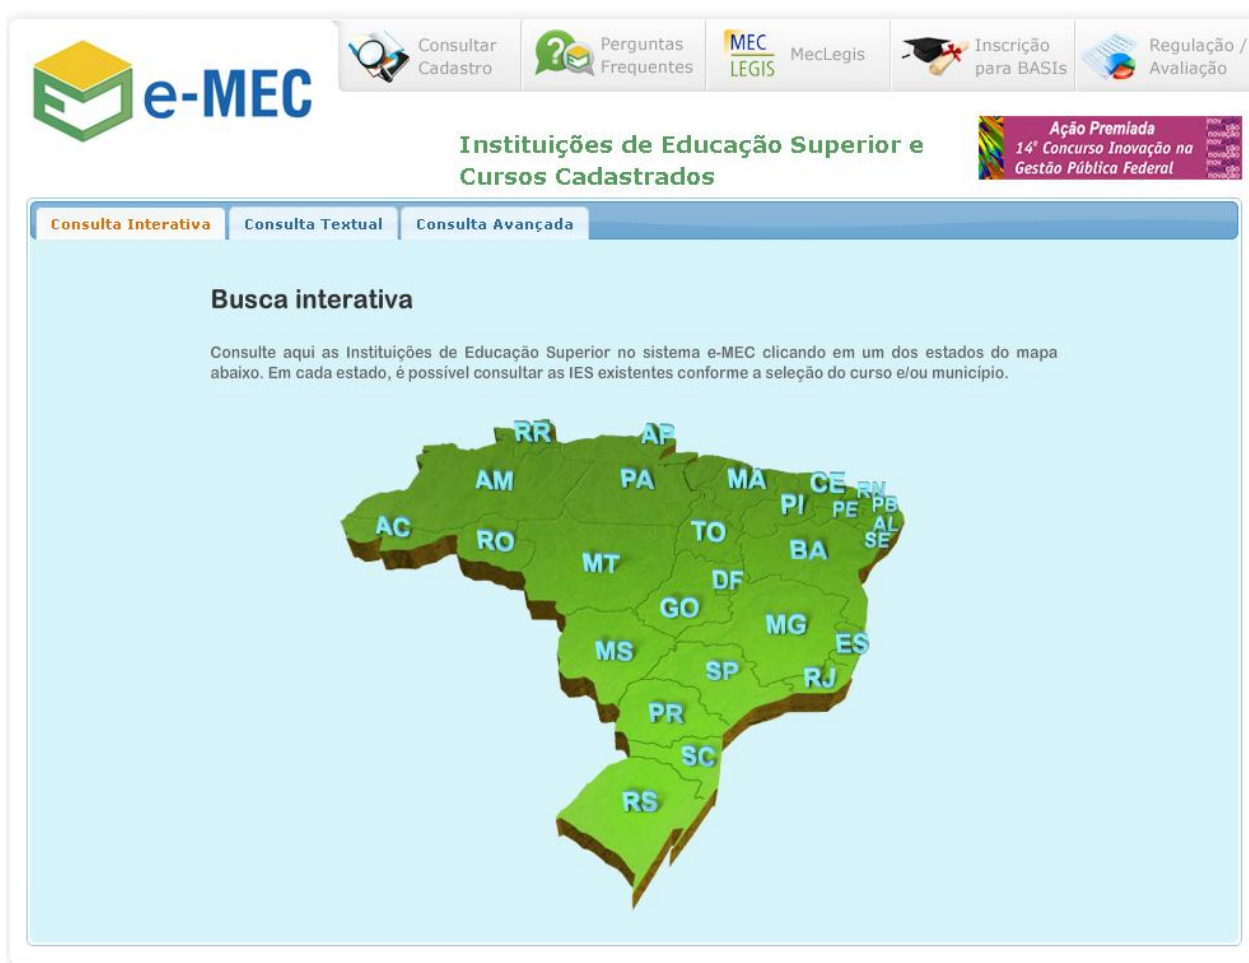 e-MEC
Consultar
Cadastro
Perguntas
Frequentes
MEC
LEGIS
MecLegis
Inscrição
para BASIs
Regulação /
Avaliação
Instituições de Educação Superior e
Cursos Cadastrados
Ação Premiada
14º Concurso Inovação na
Gestão Pública Federal
Consulta Interativa
Consulta Textual
Consulta Avançada
Busca interativa
Consulte aqui as Instituições de Educação Superior no sistema e-MEC clicando em um dos estados do mapa
abaixo. Em cada estado, é possível consultar as IES existentes conforme a seleção do curso e/ou município.
RR
AP
AM
PA
MA
CE
RN
PI
PE
PB
AC
RO
TO
AL
SE
MT
BA
DF
GO
MG
ES
MS
SP
RJ
PR
SC
RS